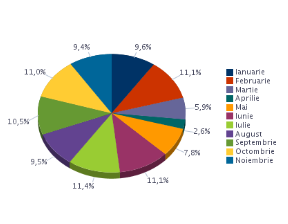 9,4%
9,6%
11,0%
11,1%
10,5%
5,9%
2,6%
7,8%
9,5%
11,4%
11,1%
Ianuarie
Februarie
Martie
Aprilie
Mai
Iunie
Iulie
August
Septembrie
Octombrie
Noiembrie